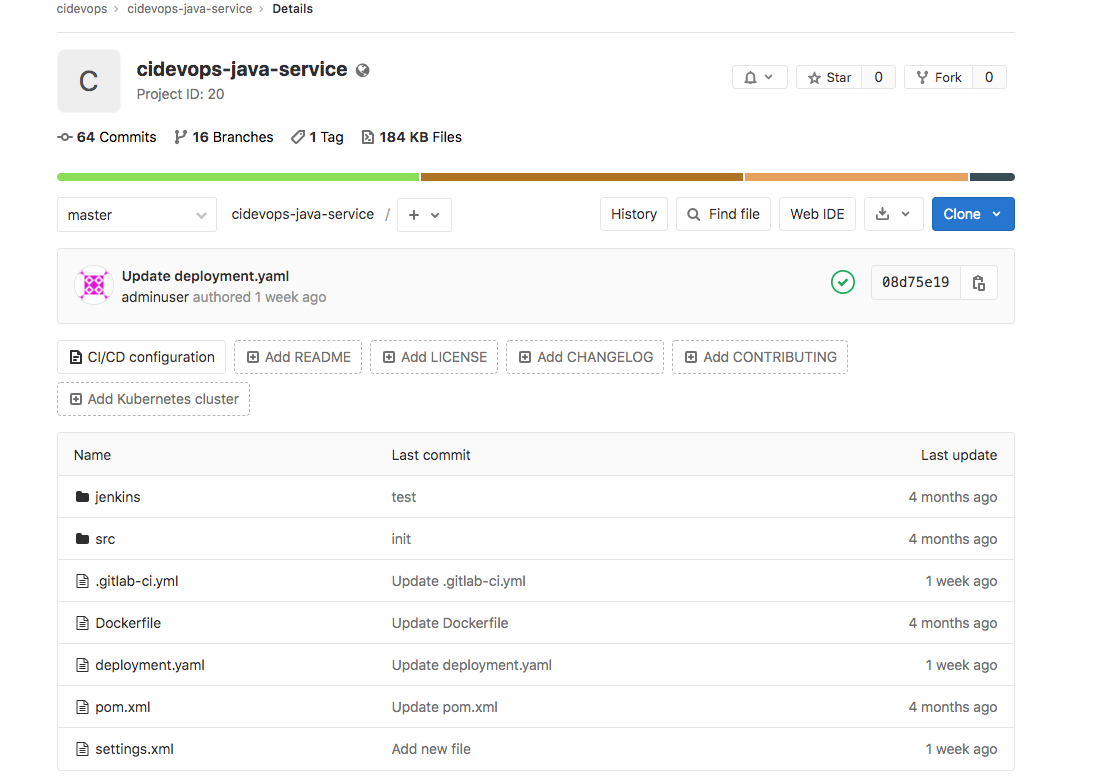 cidevops › cidevops-java-service › Details
C
cidevops-java-service
Project ID: 20
Star 0 Fork 0
64 Commits 16 Branches 1 Tag 184 KB Files
master cidevops-java-service / + History Find file Web IDE Clone
Update deployment.yaml
adminuser authored 1 week ago
08d75e19
CI/CD configuration Add README Add LICENSE Add CHANGELOG Add CONTRIBUTING
Add Kubernetes cluster
Name Last commit Last update
jenkins test 4 months ago
src init 4 months ago
.gitlab-ci.yml Update .gitlab-ci.yml 1 week ago
Dockerfile Update Dockerfile 4 months ago
deployment.yaml Update deployment.yaml 1 week ago
pom.xml Update pom.xml 4 months ago
settings.xml Add new file 1 week ago